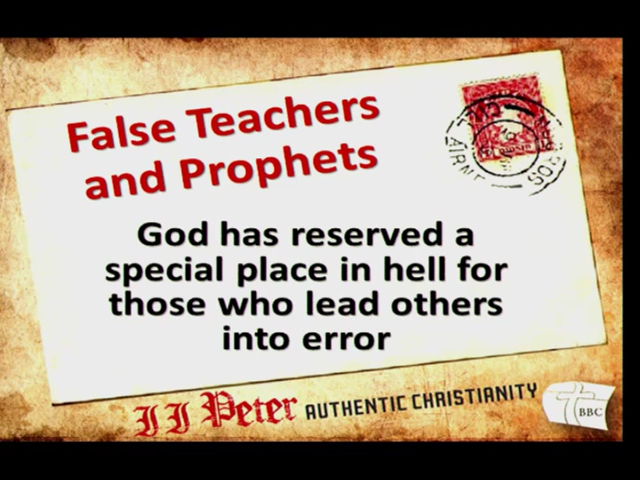 False Teachers
and Prophets
God has reserved a
special place in hell for
those who lead others
into error
II Peter AUTHENTIC CHRISTIANITY
BBC